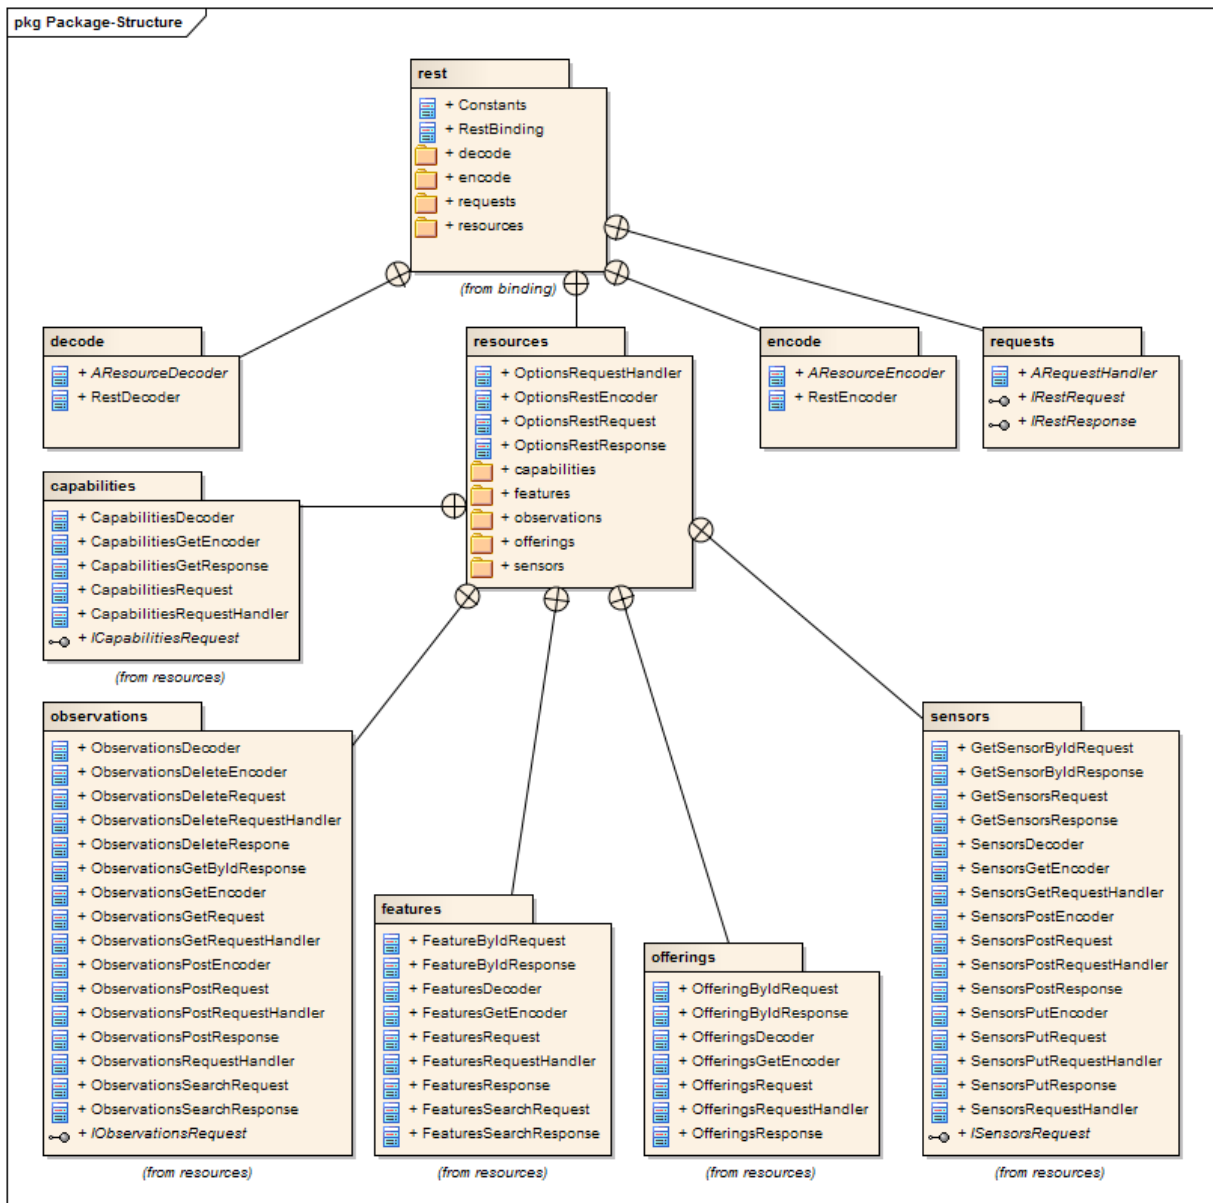 pkg Package-Structure
rest
+ Constants
+ RestBinding
+ decode
+ encode
+ requests
+ resources
(from binding)
decode
+ AResourceDecoder
+ RestDecoder
resources
+ OptionsRequestHandler
+ OptionsRestEncoder
+ OptionsRestRequest
+ OptionsRestResponse
+ capabilities
+ features
+ observations
+ offerings
+ sensors
encode
+ AResourceEncoder
+ RestEncoder
requests
+ ARequestHandler
+ IRestRequest
+ IRestResponse
capabilities
+ CapabilitiesDecoder
+ CapabilitiesGetEncoder
+ CapabilitiesGetResponse
+ CapabilitiesRequest
+ CapabilitiesRequestHandler
+ ICapabilitiesRequest
(from resources)
observations
+ ObservationsDecoder
+ ObservationsDeleteEncoder
+ ObservationsDeleteRequest
+ ObservationsDeleteRequestHandler
+ ObservationsDeleteRespone
+ ObservationsGetByIdResponse
+ ObservationsGetEncoder
+ ObservationsGetRequest
+ ObservationsGetRequestHandler
+ ObservationsPostEncoder
+ ObservationsPostRequest
+ ObservationsPostRequestHandler
+ ObservationsPostResponse
+ ObservationsRequestHandler
+ ObservationsSearchRequest
+ ObservationsSearchResponse
+ IObservationsRequest
(from resources)
features
+ FeatureByIdRequest
+ FeatureByIdResponse
+ FeaturesDecoder
+ FeaturesGetEncoder
+ FeaturesRequest
+ FeaturesRequestHandler
+ FeaturesResponse
+ FeaturesSearchRequest
+ FeaturesSearchResponse
(from resources)
offerings
+ OfferingByIdRequest
+ OfferingByIdResponse
+ OfferingsDecoder
+ OfferingsGetEncoder
+ OfferingsRequest
+ OfferingsRequestHandler
+ OfferingsResponse
(from resources)
sensors
+ GetSensorByIdRequest
+ GetSensorByIdResponse
+ GetSensorsRequest
+ GetSensorsResponse
+ SensorsDecoder
+ SensorsGetEncoder
+ SensorsGetRequestHandler
+ SensorsPostEncoder
+ SensorsPostRequest
+ SensorsPostRequestHandler
+ SensorsPostResponse
+ SensorsPutEncoder
+ SensorsPutRequest
+ SensorsPutRequestHandler
+ SensorsPutResponse
+ SensorsRequestHandler
+ ISensorsRequest
(from resources)